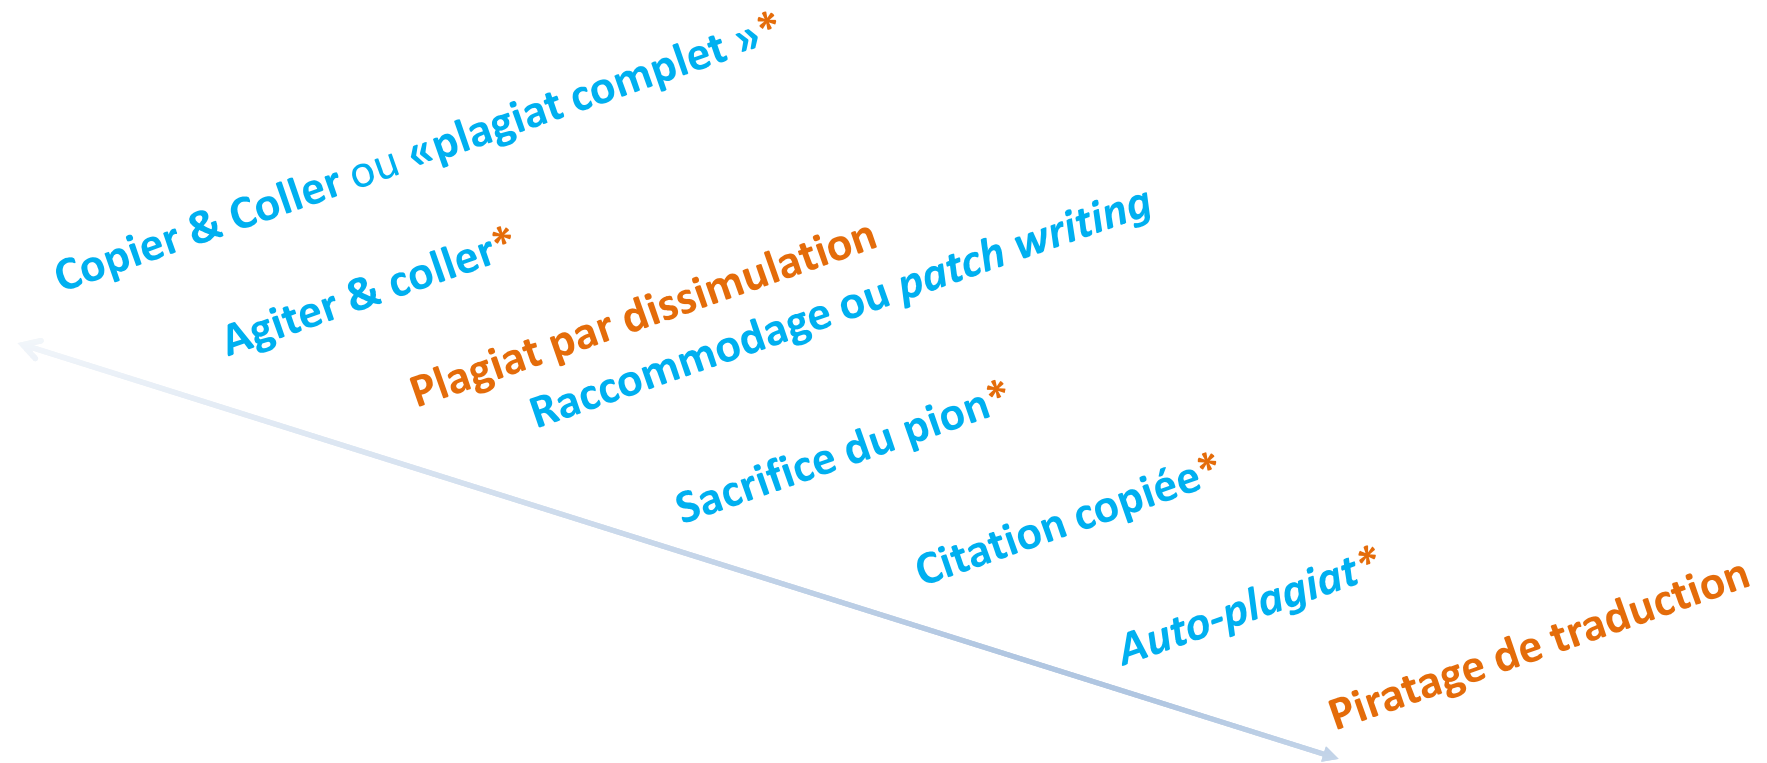 Copier & Coller ou «plagiat complet »*
Agiter & coller*
Plagiat par dissimulation
Raccommodage ou patch writing
Sacrifice du pion*
Citation copiée*
Auto-plagiat*
Piratage de traduction